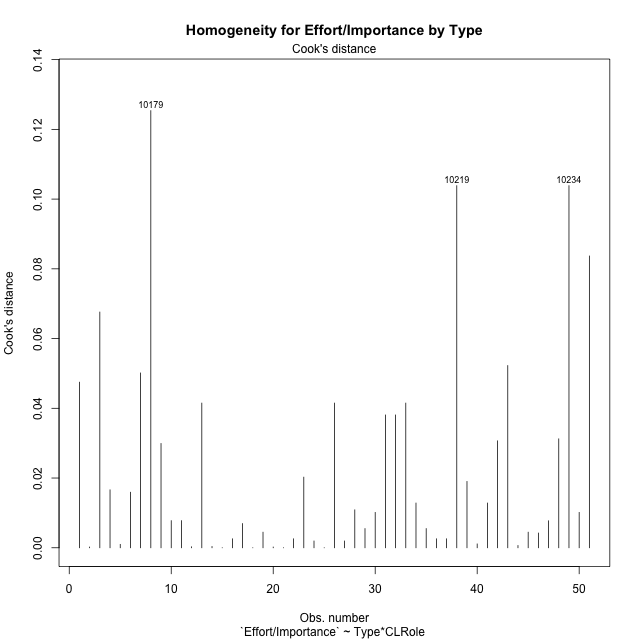 Homogeneity for Effort/Importance by Type
Cook's distance
0.14
0.12
0.10
0.08
0.06
0.04
0.02
0.00
Cook's distance
10179
10219
10234
0 10 20 30 40 50
Obs. number
`Effort/Importance` ~ Type*CLRole